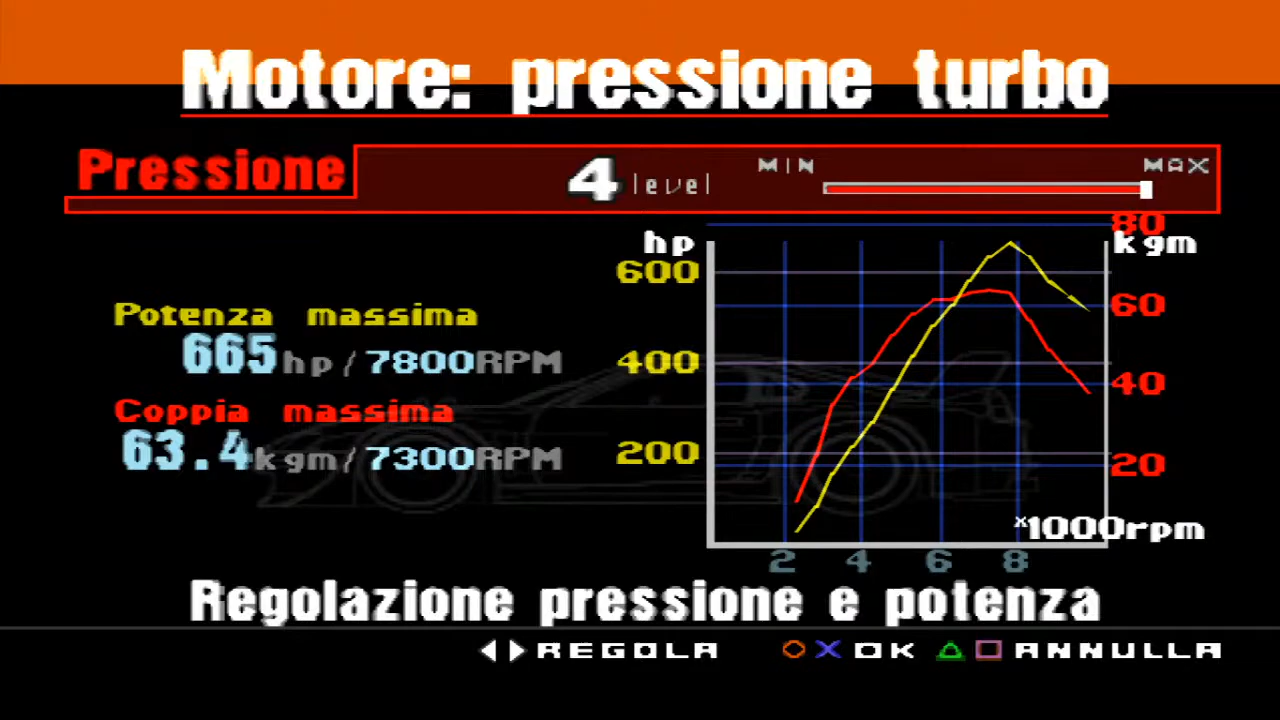 Motore: pressione turbo
Pressione 4 level MIN MAX
hp 80
kgm
600
Potenza massima 60
665hp/7800RPM 400
Coppia massima 40
63.4kgm/7300RPM 200 20
×1000rpm
2 4 6 8
Regolazione pressione e potenza
REGOLA OK ANNULLA